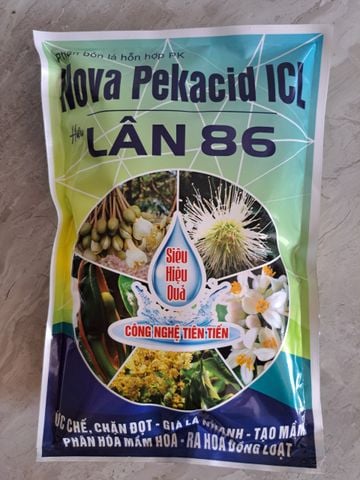 Phân bón lá hỗn hợp PK
Nova Pekacid ICL
Hiệu
LÂN 86
Siêu
Hiệu
Quả
CÔNG NGHỆ TIÊN TIẾN
ỨC CHẾ, CHẶN ĐỌT - GIÀ LÁ NHANH - TẠO MẦM
PHÂN HÓA MẦM HOA - RA HOA ĐỒNG LOẠT